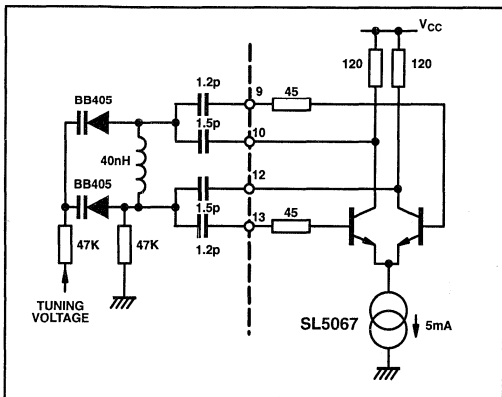 VCC
120
120
1.2p
9
45
BB405
1.5p
10
40nH
BB405
12
1.5p
13
45
1.2p
47K
47K
TUNING
VOLTAGE
SL5067
5mA